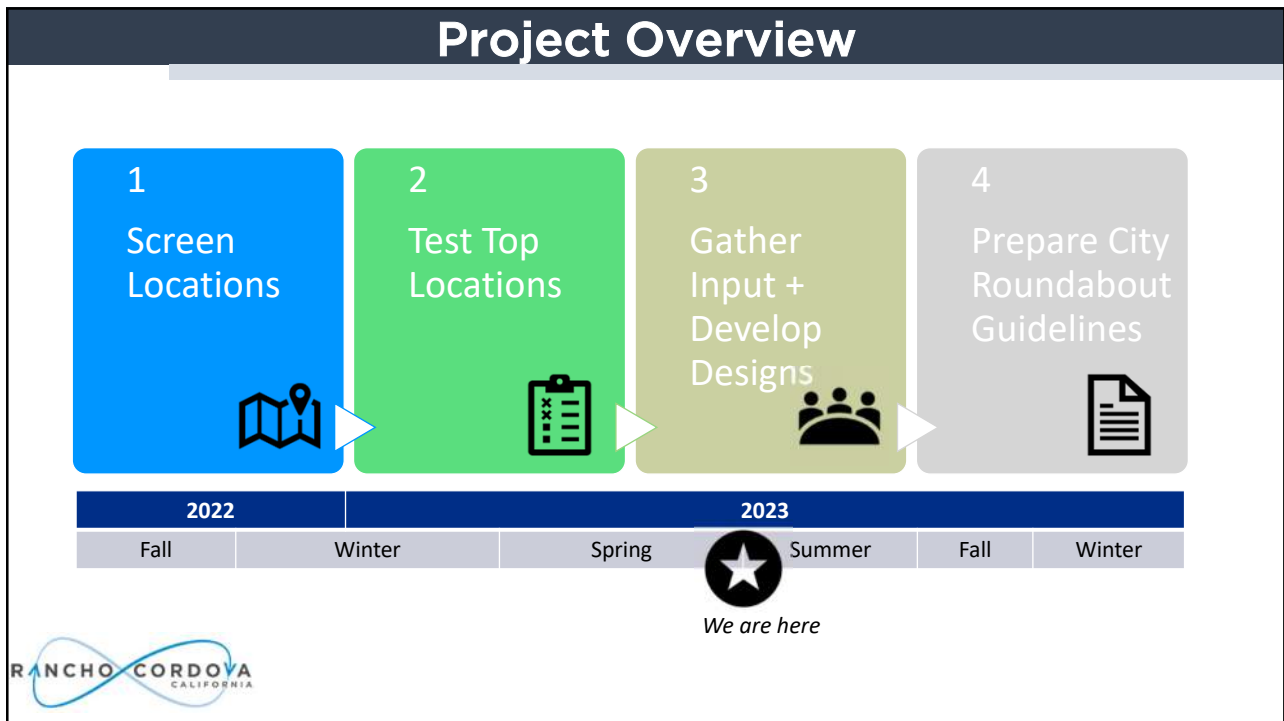 Project Overview
1
Screen
Locations
2
Test Top
Locations
3
Gather
Input +
Develop
Designs
4
Prepare City
Roundabout
Guidelines
2022 2023
Fall Winter Spring Summer Fall Winter
We are here
RANCHO CORDOVA
CALIFORNIA